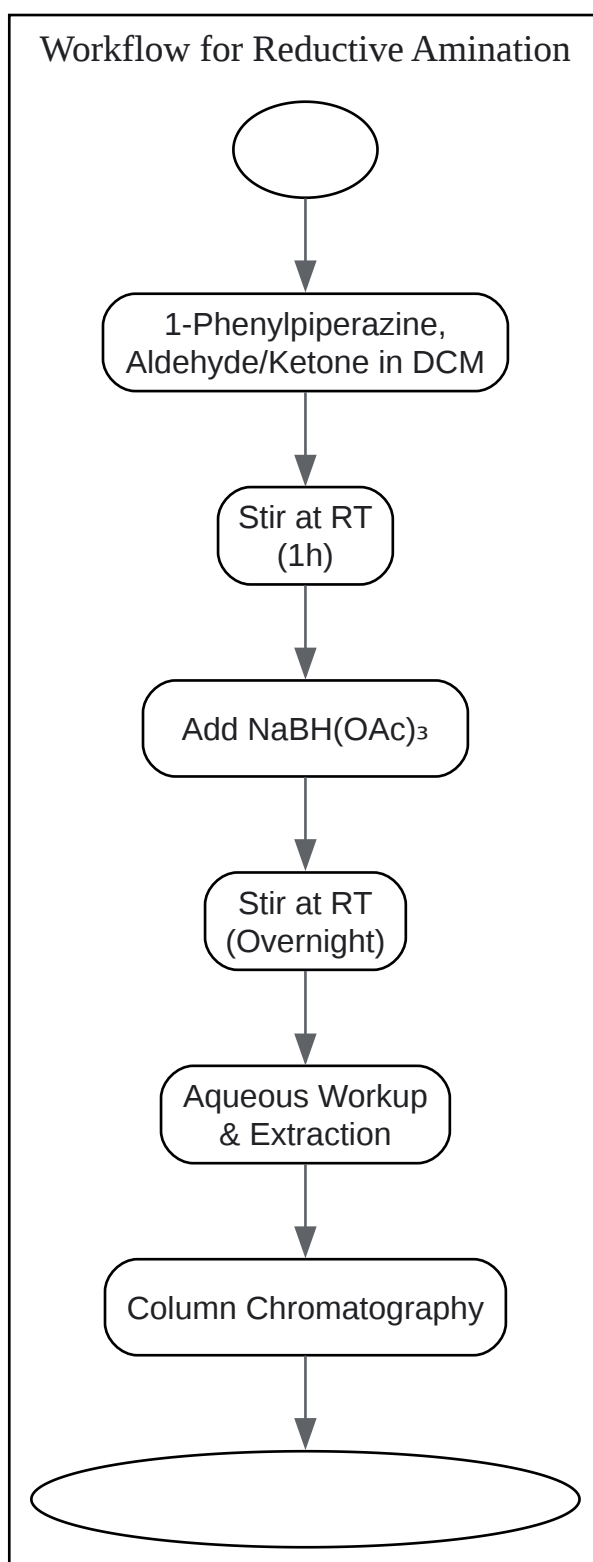 Workflow for Reductive Amination
1-Phenylpiperazine,
Aldehyde/Ketone in DCM
Stir at RT
(1h)
Add NaBH(OAc)₃
Stir at RT
(Overnight)
Aqueous Workup
& Extraction
Column Chromatography